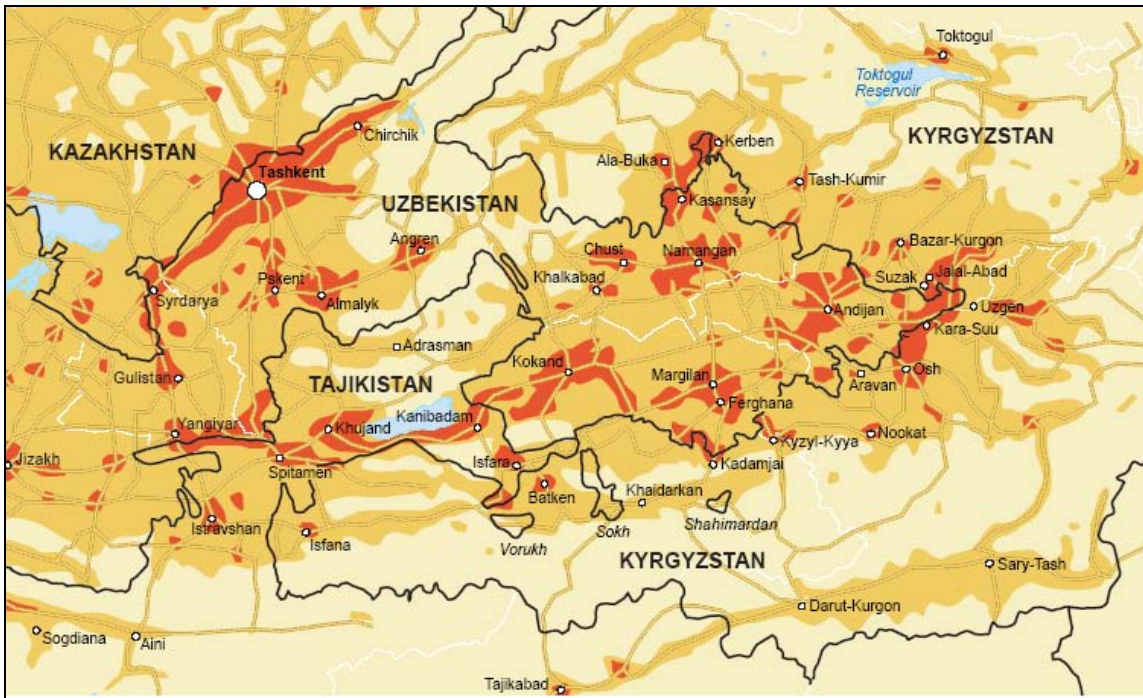 Toktogul
Toktogul
Reservoir
KYRGYZSTAN
Chirchik
Kerben
KAZAKHSTAN
Ala-Buka
Tashkent
Tash-Kumir
UZBEKISTAN
Kasansay
Angren
Chust
Namangan
Bazar-Kurgon
Khalkabad
Suzak
Jalal-Abad
Syrdarya
Pskent
Almalyk
Andijan
Uzgen
Kara-Suu
Adrasman
Kokand
Gulistan
TAJIKISTAN
Margilan
Aravan
Osh
Kanibadam
Ferghana
Yangiyar
Khujand
Kyzyl-Kyya
Nookat
Jizakh
Spitamen
Isfara
Kadamjai
Batken
Khaidarkan
Istravshan
Isfana
Vorukh
Sokh
Shahimardan
KYRGYZSTAN
Sary-Tash
Darut-Kurgon
Sogdiana
Aini
Tajikabad